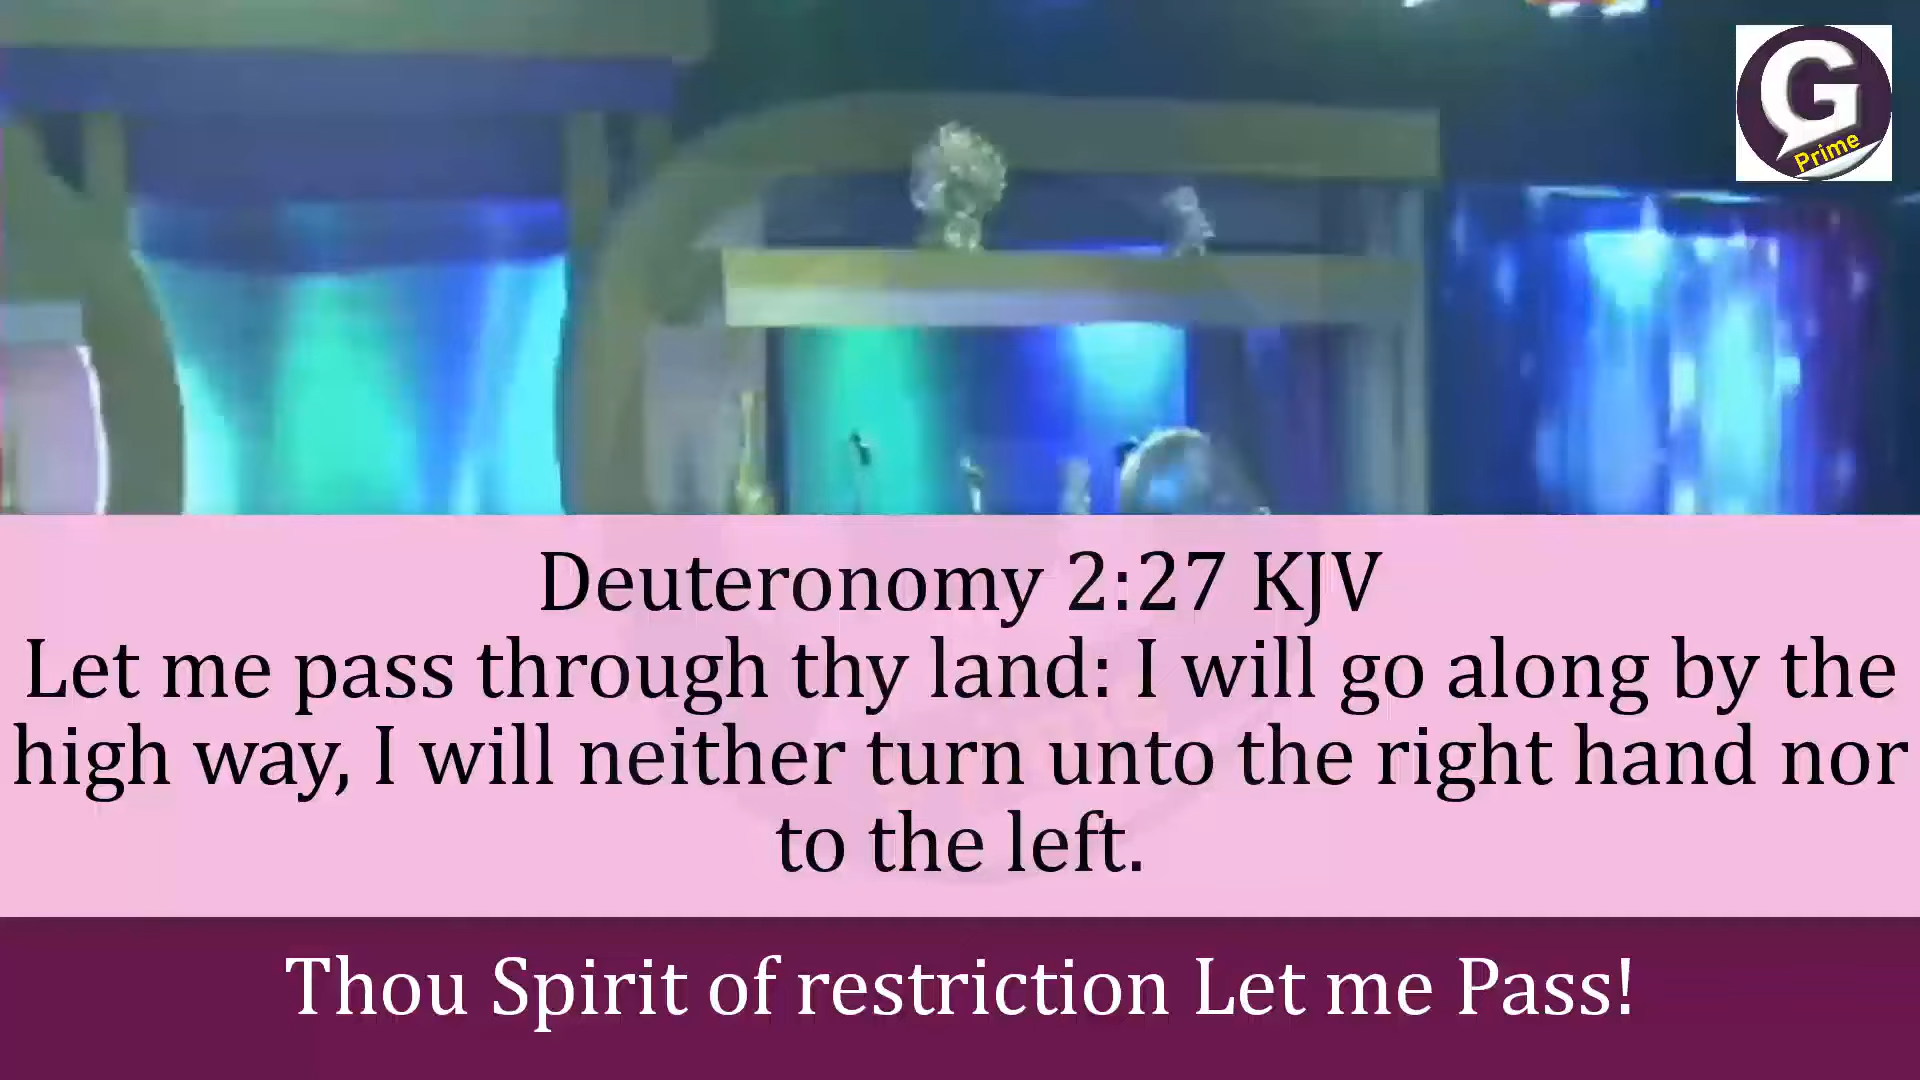 G
Prime
Deuteronomy 2:27 KJV
Let me pass through thy land: I will go along by the
high way, I will neither turn unto the right hand nor
to the left.
Thou Spirit of restriction Let me Pass!